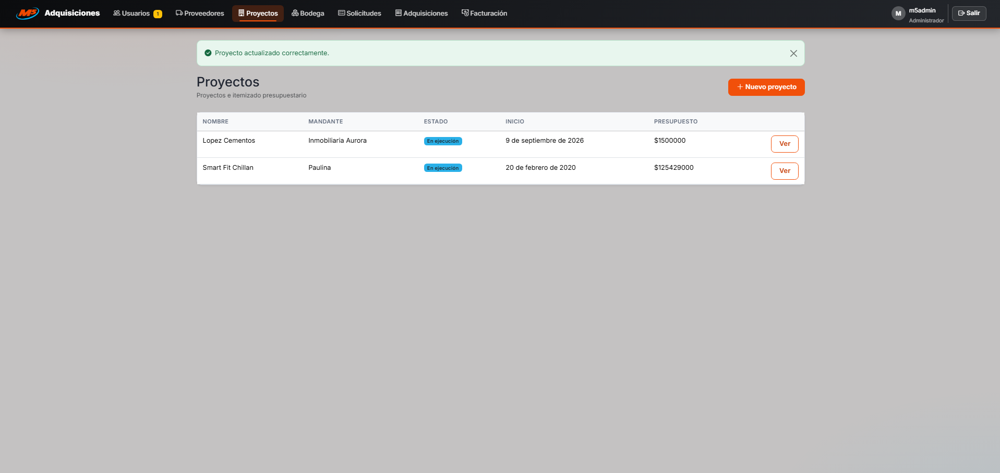 M5 Adquisiciones Usuarios 1 Proveedores Proyectos Bodega Solicitudes Adquisiciones Facturación M m5admin Salir
Administrador
Proyecto actualizado correctamente.
Proyectos
Proyectos e itemizado presupuestario
+ Nuevo proyecto
NOMBRE MANDANTE ESTADO INICIO PRESUPUESTO
Lopez Cementos Inmobiliaria Aurora En ejecución 9 de septiembre de 2026 $1500000 Ver
Smart Fit Chillan Paulina En ejecución 20 de febrero de 2020 $125429000 Ver